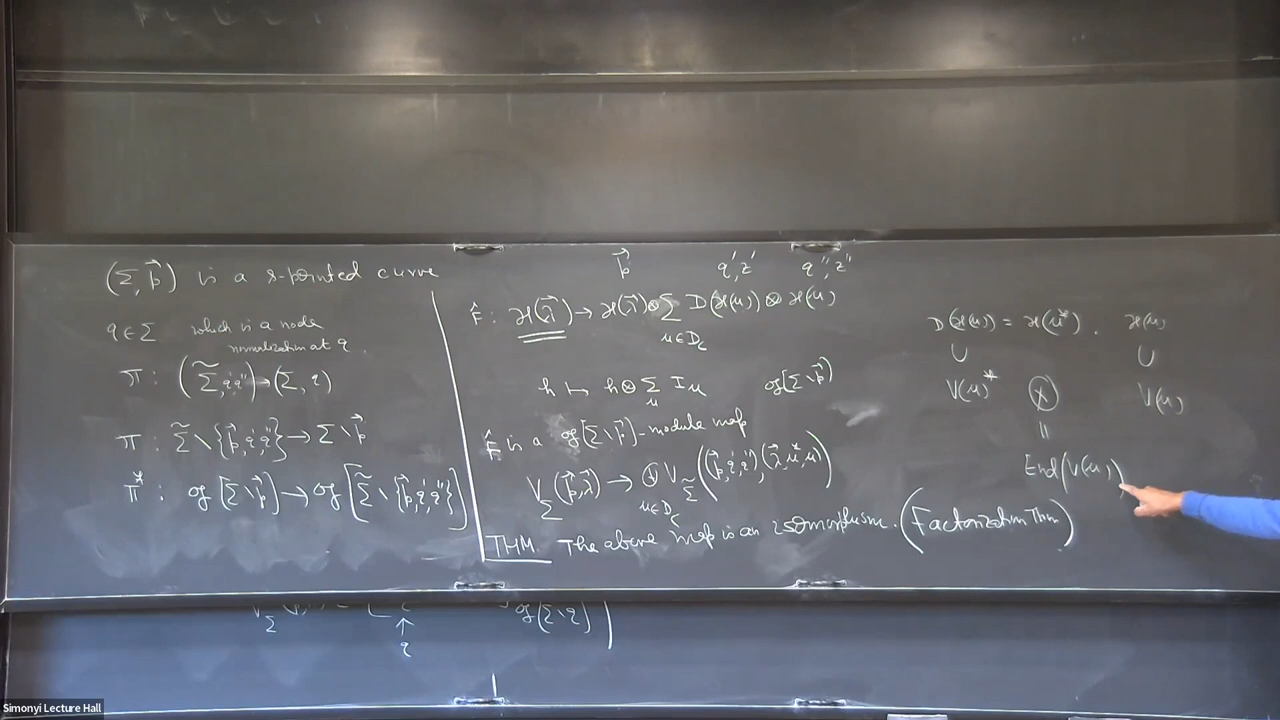 (Σ, p⃗) is a s-pointed curve
q ∈ Σ which is a node
normalization at q.
π : (Σ̃, q′, q″) → (Σ, q)
π : Σ̃ \ {p⃗, q′, q″} → Σ \ p⃗
π* : 𝔤[Σ \ p⃗] → 𝔤[Σ̃ \ {p⃗, q′, q″}]
p⃗ q′, z′ q″, z″
F̂ : ℋ(λ⃗) → ℋ(λ⃗) ⊗ ∑ D(ℋ(μ)) ⊗ ℋ(μ)
μ ∈ D_c
h ↦ h ⊗ ∑_μ I_μ 𝔤[Σ \ p⃗]
F̂ is a 𝔤[Σ \ p⃗]-module map
V_Σ(p⃗, λ⃗) → ⊕ V_Σ̃((p⃗, q′, q″), (λ⃗, μ*, μ))
μ ∈ D_c
THM. The above map is an isomorphism. (Factorization Thm)
D(ℋ(μ)) = ℋ(μ*). ℋ(μ)
∪ ∪
V(μ)* ⊗ V(μ)
=
End(V(μ))
𝔤[Σ \ q]
q
Simonyi Lecture Hall